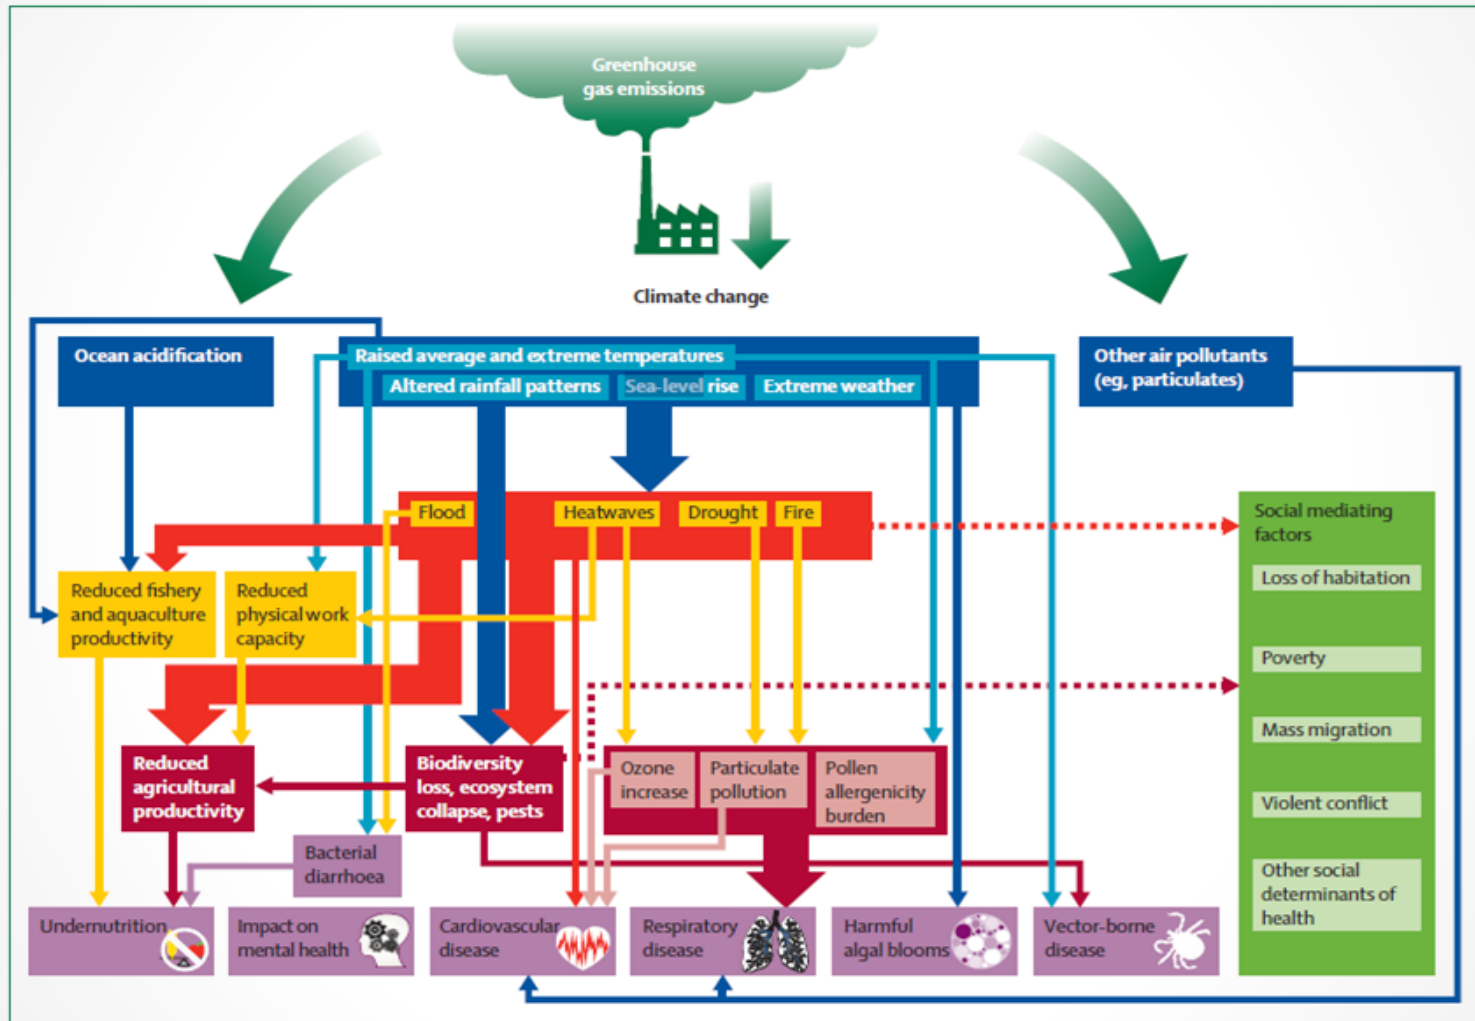 Greenhouse
gas emissions
Climate change
Ocean acidification
Raised average and extreme temperatures
Altered rainfall patterns
Sea-level rise
Extreme weather
Other air pollutants
(eg, particulates)
Flood
Heatwaves
Drought
Fire
Social mediating
factors
Loss of habitation
Poverty
Mass migration
Violent conflict
Other social
determinants of
health
Reduced fishery
and aquaculture
productivity
Reduced
physical work
capacity
Reduced
agricultural
productivity
Biodiversity
loss, ecosystem
collapse, pests
Ozone
increase
Particulate
pollution
Pollen
allergenicity
burden
Bacterial
diarrhoea
Undernutrition
Impact on
mental health
Cardiovascular
disease
Respiratory
disease
Harmful
algal blooms
Vector-borne
disease